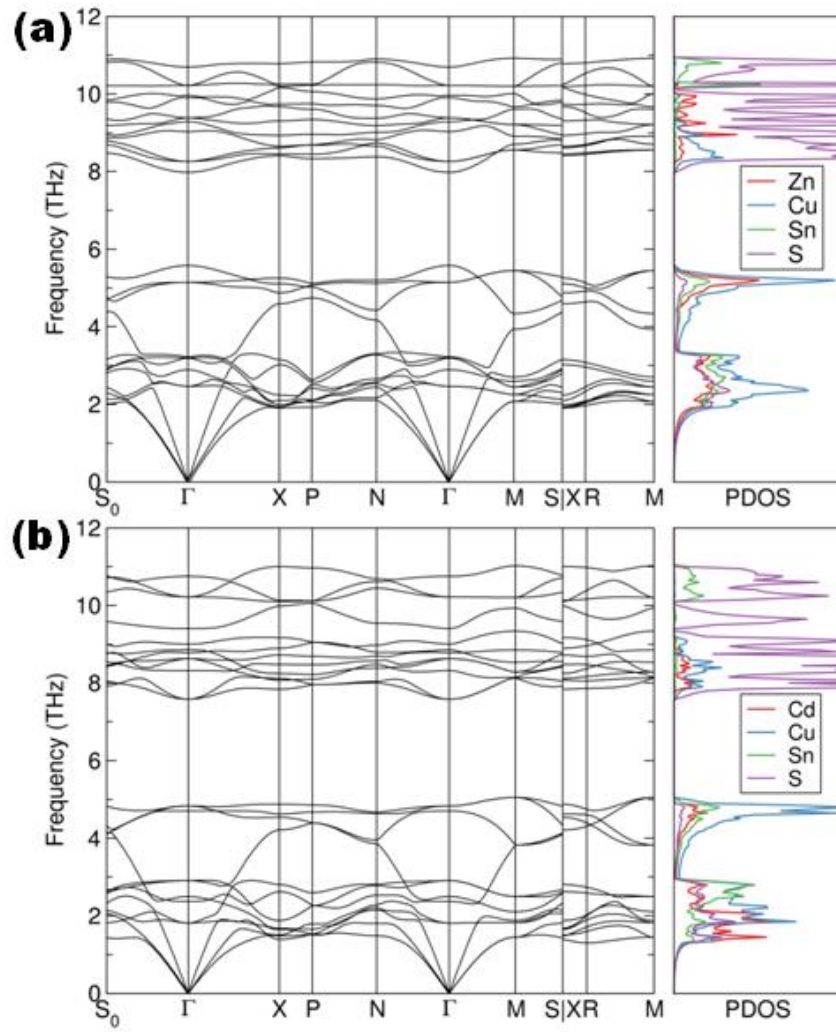 (a)
12
10
8
6
4
2
0
Frequency (THz)
S₀ Γ X P N Γ M S|X R M
Zn
Cu
Sn
S
PDOS
(b)
12
10
8
6
4
2
0
Frequency (THz)
S₀ Γ X P N Γ M S|X R M
Cd
Cu
Sn
S
PDOS